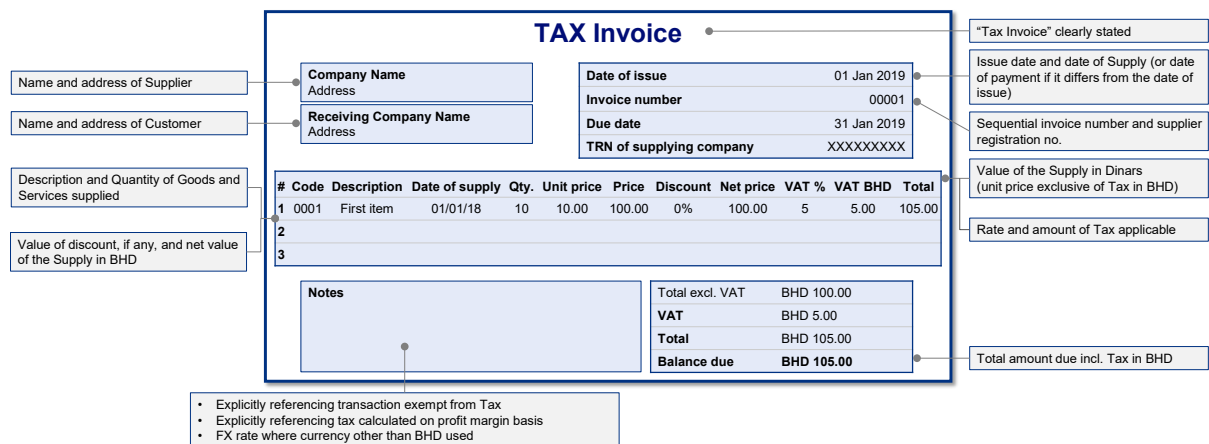 TAX Invoice
“Tax Invoice” clearly stated
Name and address of Supplier
Company Name
Address
Name and address of Customer
Receiving Company Name
Address
Date of issue 01 Jan 2019
Invoice number 00001
Due date 31 Jan 2019
TRN of supplying company XXXXXXXXX
Issue date and date of Supply (or date
of payment if it differs from the date of
issue)
Sequential invoice number and supplier
registration no.
Description and Quantity of Goods and
Services supplied
Value of discount, if any, and net value
of the Supply in BHD
# Code Description Date of supply Qty. Unit price Price Discount Net price VAT % VAT BHD Total
1 0001 First item 01/01/18 10 10.00 100.00 0% 100.00 5 5.00 105.00
2
3
Value of the Supply in Dinars
(unit price exclusive of Tax in BHD)
Rate and amount of Tax applicable
Notes
Total excl. VAT BHD 100.00
VAT BHD 5.00
Total BHD 105.00
Balance due BHD 105.00
Total amount due incl. Tax in BHD
• Explicitly referencing transaction exempt from Tax
• Explicitly referencing tax calculated on profit margin basis
• FX rate where currency other than BHD used